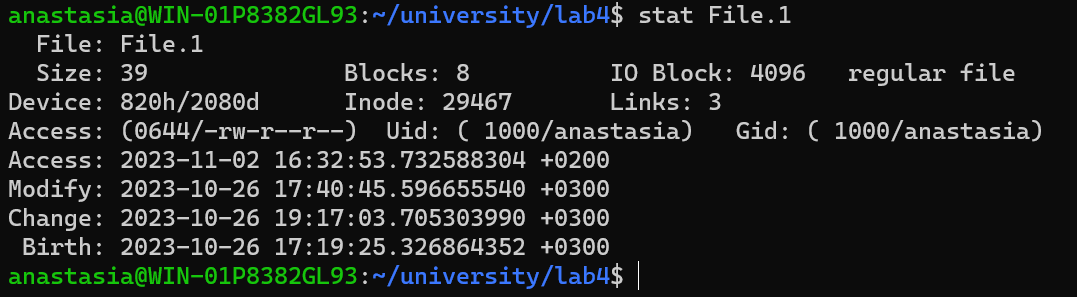 anastasia@WIN-01P8382GL93:~/university/lab4$ stat File.1
  File: File.1
  Size: 39              Blocks: 8          IO Block: 4096   regular file
Device: 820h/2080d      Inode: 29467       Links: 3
Access: (0644/-rw-r--r--)  Uid: ( 1000/anastasia)   Gid: ( 1000/anastasia)
Access: 2023-11-02 16:32:53.732588304 +0200
Modify: 2023-10-26 17:40:45.596655540 +0300
Change: 2023-10-26 19:17:03.705303990 +0300
 Birth: 2023-10-26 17:19:25.326864352 +0300
anastasia@WIN-01P8382GL93:~/university/lab4$